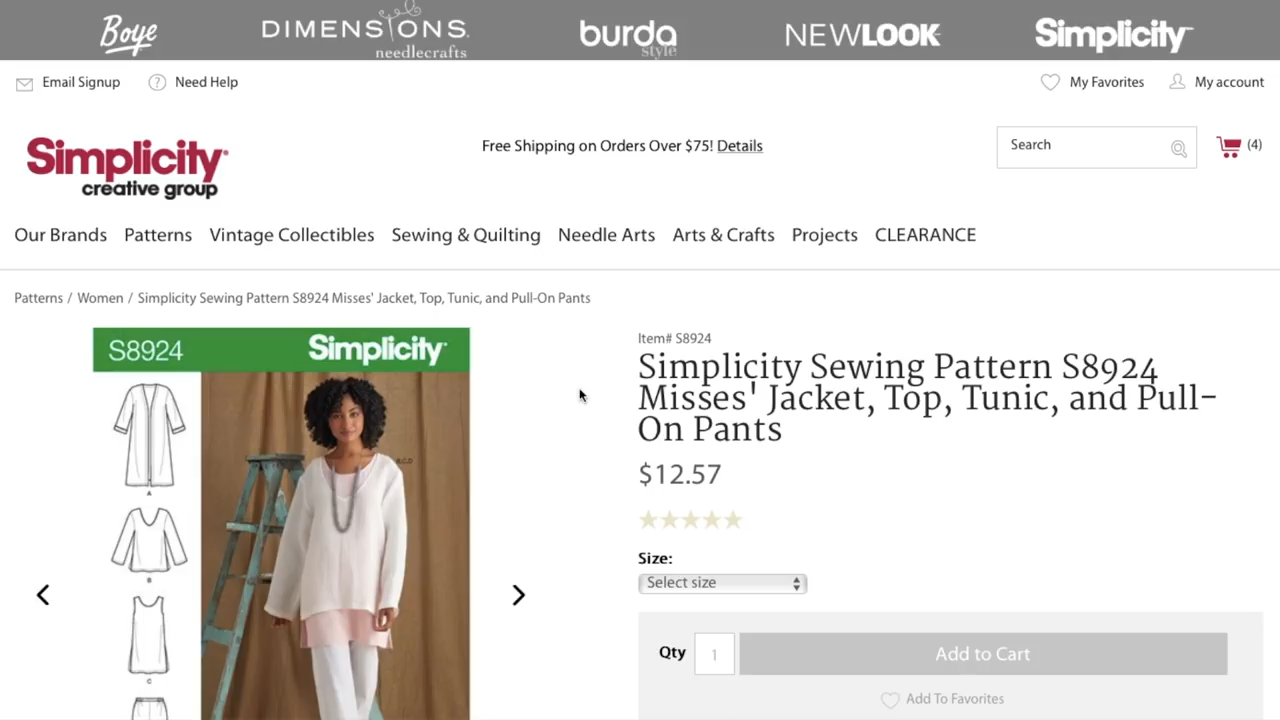 Boye
DIMENSIONS
needlecrafts
burda
style
NEWLOOK
Simplicity
Email Signup
Need Help
My Favorites
My account
Simplicity
creative group
Free Shipping on Orders Over $75! Details
Search
(4)
Our Brands Patterns Vintage Collectibles Sewing & Quilting Needle Arts Arts & Crafts Projects CLEARANCE
Patterns / Women / Simplicity Sewing Pattern S8924 Misses' Jacket, Top, Tunic, and Pull-On Pants
S8924
Simplicity
A
B
C
B,C,D
Item# S8924
Simplicity Sewing Pattern S8924
Misses' Jacket, Top, Tunic, and Pull-
On Pants
$12.57
Size:
Select size
Qty
1
Add to Cart
Add To Favorites